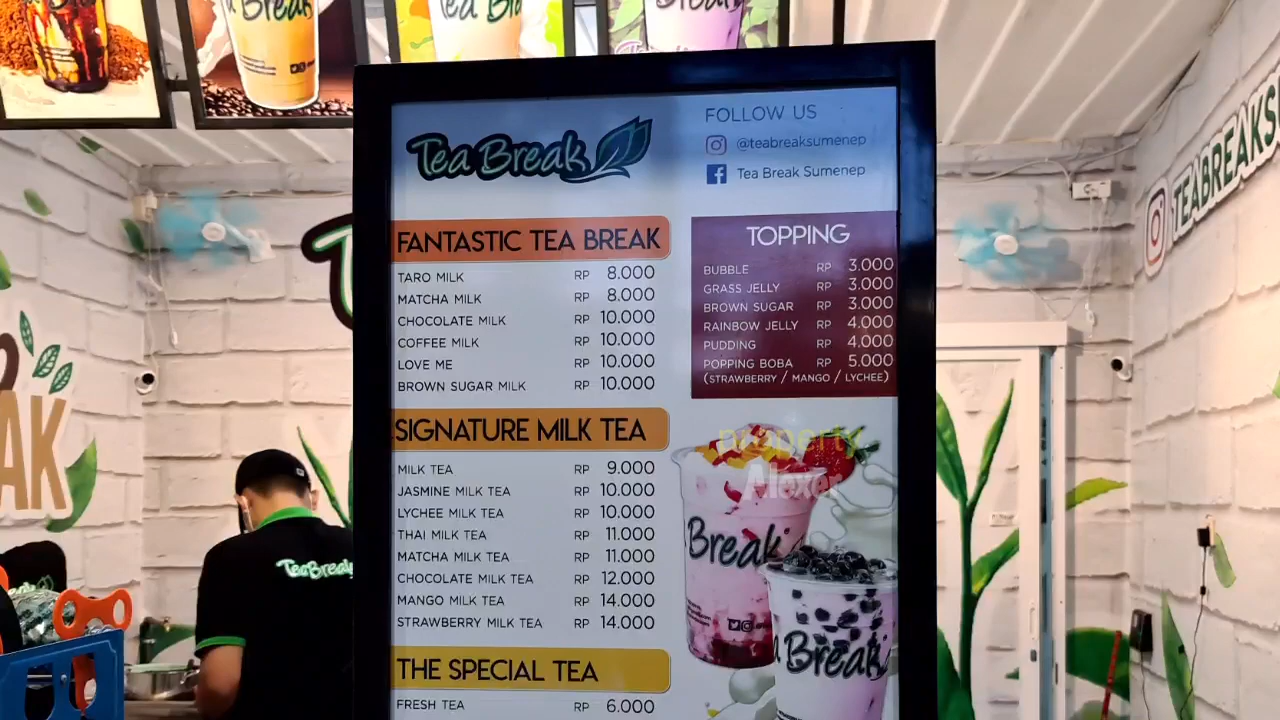 Tea Break
Tea Break
FOLLOW US
@teabreaksumenep
Tea Break Sumenep
FANTASTIC TEA BREAK
TARO MILK RP 8.000
MATCHA MILK RP 8.000
CHOCOLATE MILK RP 10.000
COFFEE MILK RP 10.000
LOVE ME RP 10.000
BROWN SUGAR MILK RP 10.000
SIGNATURE MILK TEA
MILK TEA RP 9.000
JASMINE MILK TEA RP 10.000
LYCHEE MILK TEA RP 10.000
THAI MILK TEA RP 11.000
MATCHA MILK TEA RP 11.000
CHOCOLATE MILK TEA RP 12.000
MANGO MILK TEA RP 14.000
STRAWBERRY MILK TEA RP 14.000
THE SPECIAL TEA
FRESH TEA RP 6.000
TOPPING
BUBBLE RP 3.000
GRASS JELLY RP 3.000
BROWN SUGAR RP 3.000
RAINBOW JELLY RP 4.000
PUDDING RP 4.000
POPPING BOBA RP 5.000
(STRAWBERRY / MANGO / LYCHEE)
property
Alexer
Break
Break
Tea Break
TEABREAKS